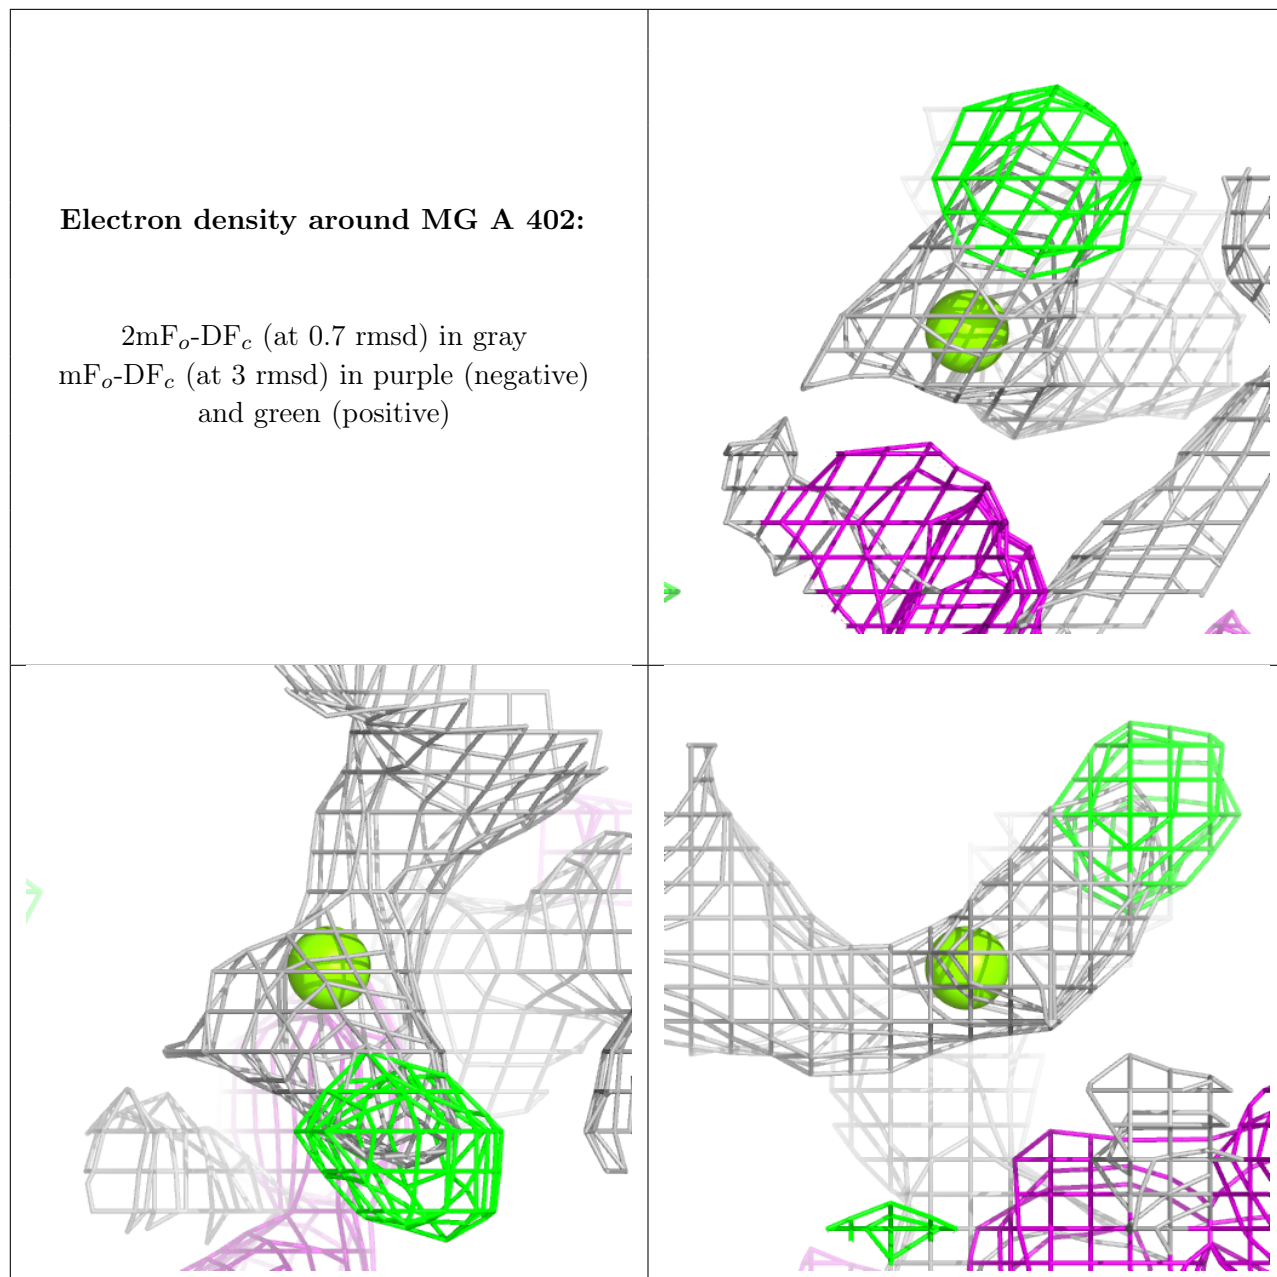 Electron density around MG A 402:
2mFo-DFc (at 0.7 rmsd) in gray
mFo-DFc (at 3 rmsd) in purple (negative)
and green (positive)